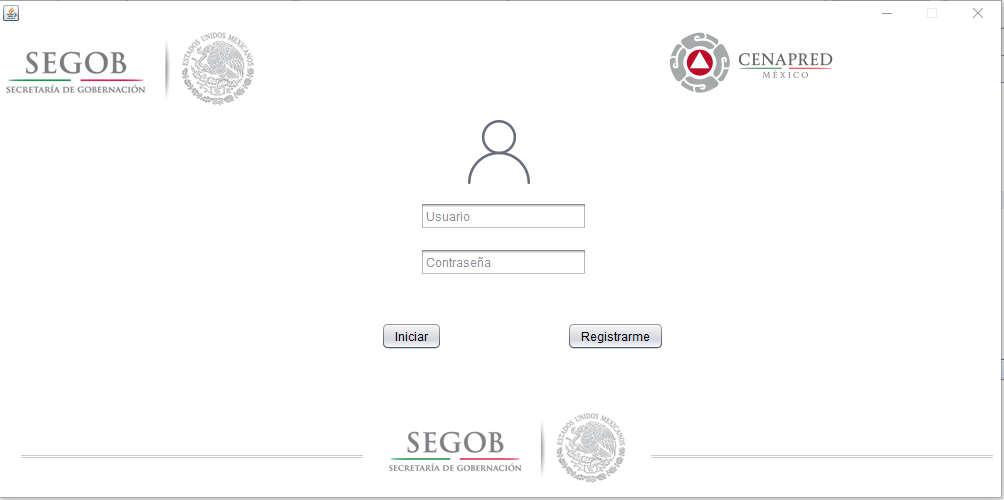 SEGOB
SECRETARÍA DE GOBERNACIÓN
ESTADOS UNIDOS MEXICANOS
CENAPRED
MÉXICO
Usuario
Contraseña
Iniciar
Registrarme
SEGOB
SECRETARÍA DE GOBERNACIÓN
ESTADOS UNIDOS MEXICANOS